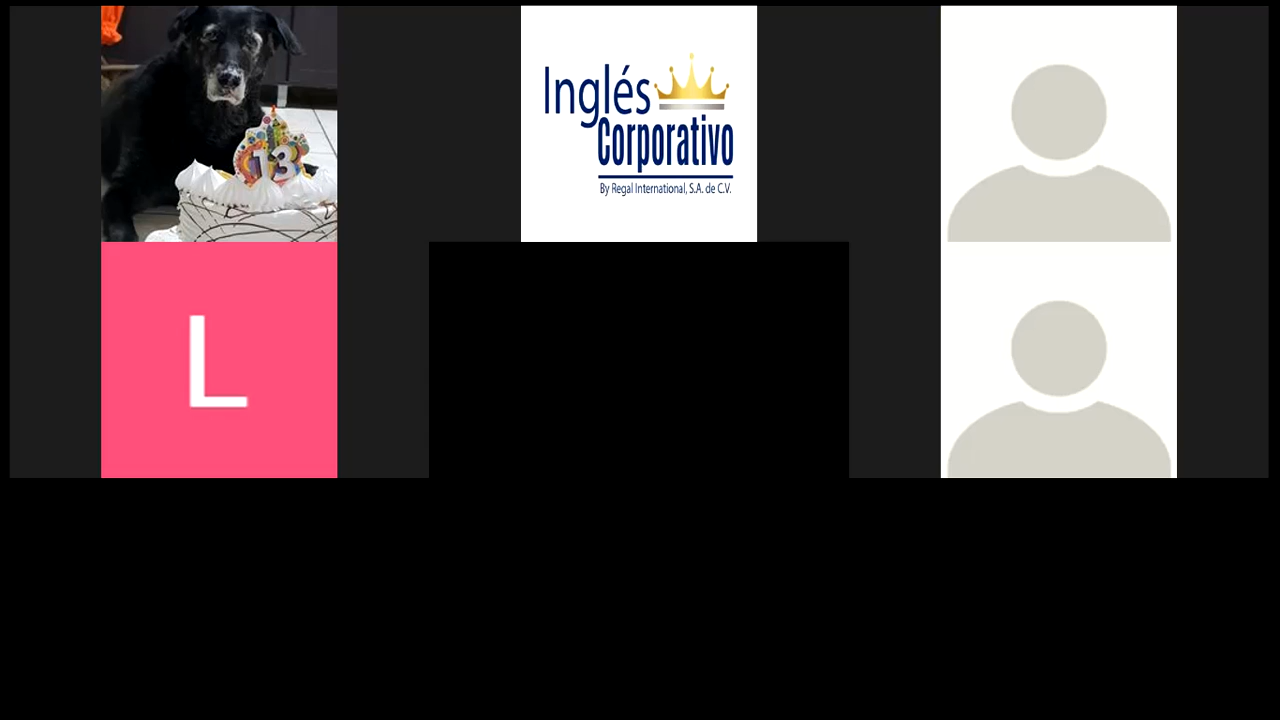 13
Inglés
Corporativo
By Regal International, S.A. de C.V.
L